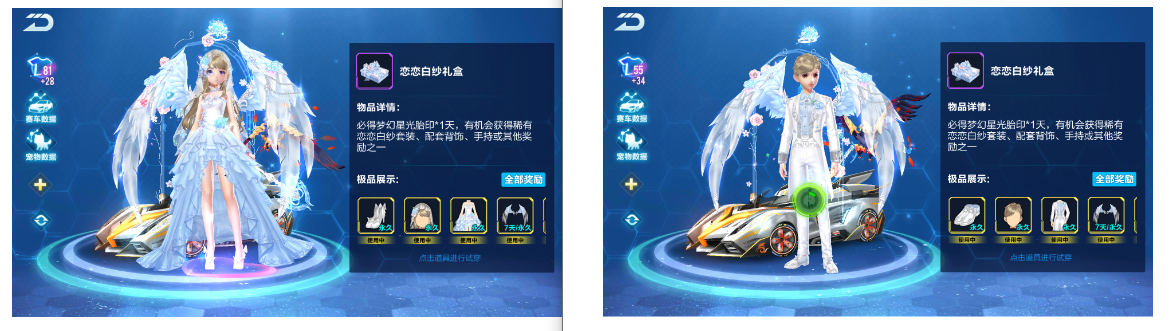 L81
+28
赛车数据
宠物数据
恋恋白纱礼盒
物品详情：
必得梦幻星光胎印*1天，有机会获得稀有
恋恋白纱套装、配套背饰、手持或其他奖
励之一
极品展示：
全部奖励
永久
永久
永久
7天/永久
使用中
使用中
使用中
使用中
点击道具进行试穿
L55
+34
赛车数据
宠物数据
恋恋白纱礼盒
物品详情：
必得梦幻星光胎印*1天，有机会获得稀有
恋恋白纱套装、配套背饰、手持或其他奖
励之一
极品展示：
全部奖励
永久
永久
永久
7天/永久
使用中
使用中
使用中
使用中
点击道具进行试穿